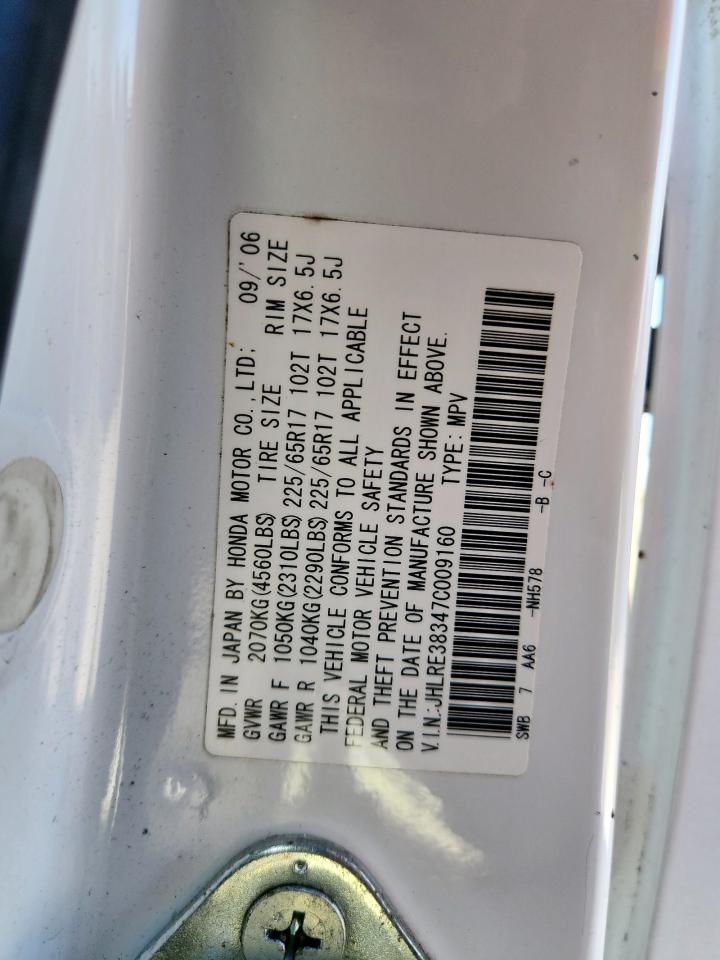 MFD. IN JAPAN BY HONDA MOTOR CO., LTD; 09/'06
GVWR 2070KG(4560LBS) TIRE SIZE RIM SIZE
GAWR F 1050KG(2310LBS) 225/65R17 102T 17X6.5J
GAWR R 1040KG(2290LBS) 225/65R17 102T 17X6.5J
THIS VEHICLE CONFORMS TO ALL APPLICABLE
FEDERAL MOTOR VEHICLE SAFETY
AND THEFT PREVENTION STANDARDS IN EFFECT
ON THE DATE OF MANUFACTURE SHOWN ABOVE.
V.I.N.:JHLRE38347C009160 TYPE: MPV
SWB 7 AA6 -NH578 -B -C